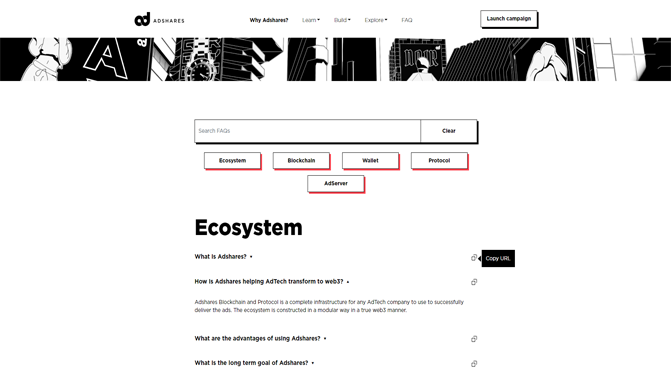 ad ADSHARES
Why Adshares? Learn Build Explore FAQ
Launch campaign
Search FAQs
Clear
Ecosystem
Blockchain
Wallet
Protocol
AdServer
Ecosystem
What is Adshares?
Copy URL
How is Adshares helping AdTech transform to web3?
Adshares Blockchain and Protocol is a complete infrastructure for any AdTech company to use to successfully
deliver the ads. The ecosystem is constructed in a modular way in a true web3 manner.
What are the advantages of using Adshares?
What is the long term goal of Adshares?